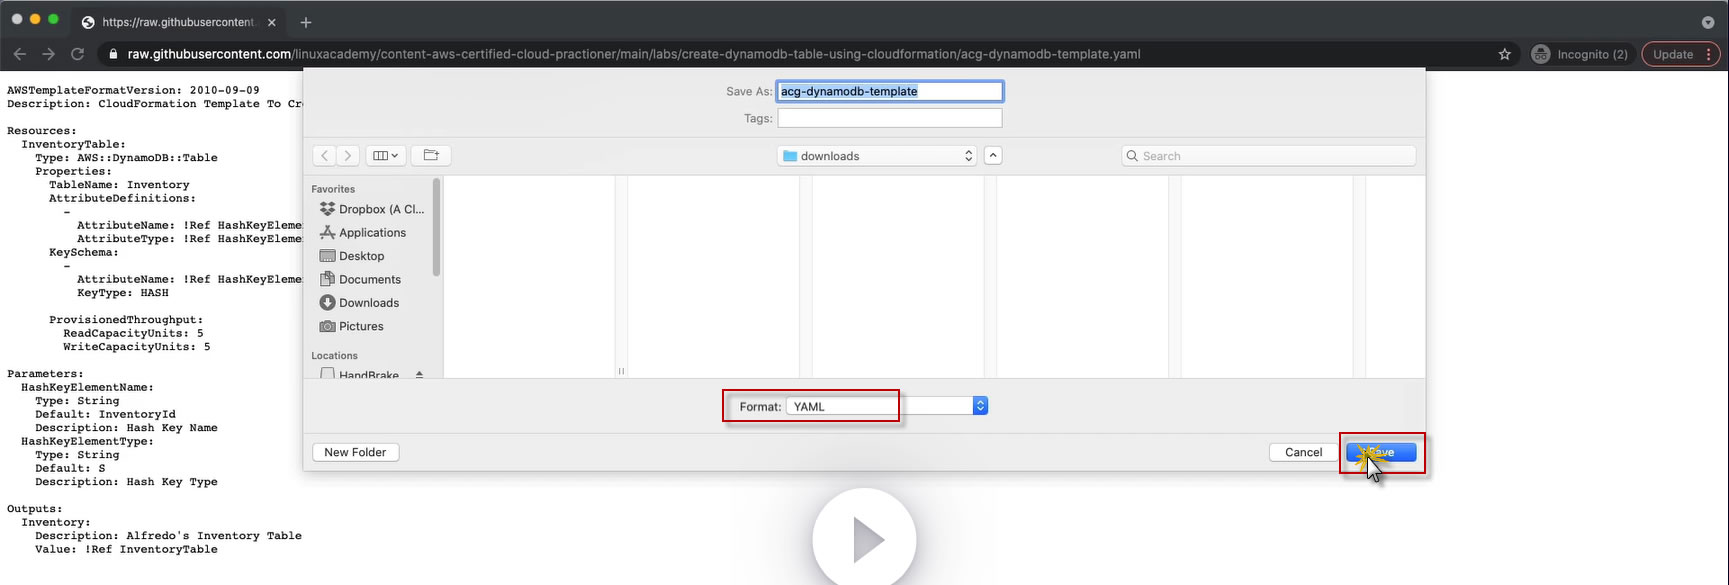 https://raw.githubusercontent.
raw.githubusercontent.com/linuxacademy/content-aws-certified-cloud-practioner/main/labs/create-dynamodb-table-using-cloudformation/acg-dynamodb-template.yaml
Incognito (2)
Update
AWSTemplateFormatVersion: 2010-09-09
Description: CloudFormation Template To Cr
Resources:
InventoryTable:
Type: AWS::DynamoDB::Table
Properties:
TableName: Inventory
AttributeDefinitions:
-
AttributeName: !Ref HashKeyEleme
AttributeType: !Ref HashKeyEleme
KeySchema:
-
AttributeName: !Ref HashKeyElemen
KeyType: HASH
ProvisionedThroughput:
ReadCapacityUnits: 5
WriteCapacityUnits: 5
Parameters:
HashKeyElementName:
Type: String
Default: InventoryId
Description: Hash Key Name
HashKeyElementType:
Type: String
Default: S
Description: Hash Key Type
Outputs:
Inventory:
Description: Alfredo's Inventory Table
Value: !Ref InventoryTable
Save As: acg-dynamodb-template
Tags:
downloads
Search
Favorites
Dropbox (A Cl...
Applications
Desktop
Documents
Downloads
Pictures
Locations
HandBrake
Format: YAML
New Folder
Cancel
Save